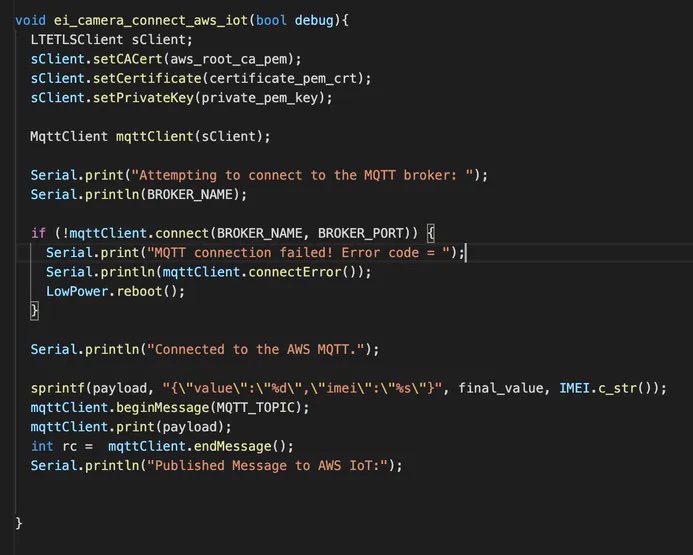 void ei_camera_connect_aws_iot(bool debug){
LTETLSClient sClient;
sClient.setCACert(aws_root_ca_pem);
sClient.setCertificate(certificate_pem_crt);
sClient.setPrivateKey(private_pem_key);
MqttClient mqttClient(sClient);
Serial.print("Attempting to connect to the MQTT broker: ");
Serial.println(BROKER_NAME);
if (!mqttClient.connect(BROKER_NAME, BROKER_PORT)) {
Serial.print("MQTT connection failed! Error code = ");
Serial.println(mqttClient.connectError());
LowPower.reboot();
}
Serial.println("Connected to the AWS MQTT.");
sprintf(payload, "{\"value\":\"%d\",\"imei\":\"%s\"}", final_value, IMEI.c_str());
mqttClient.beginMessage(MQTT_TOPIC);
mqttClient.print(payload);
int rc =  mqttClient.endMessage();
Serial.println("Published Message to AWS IoT:");
}